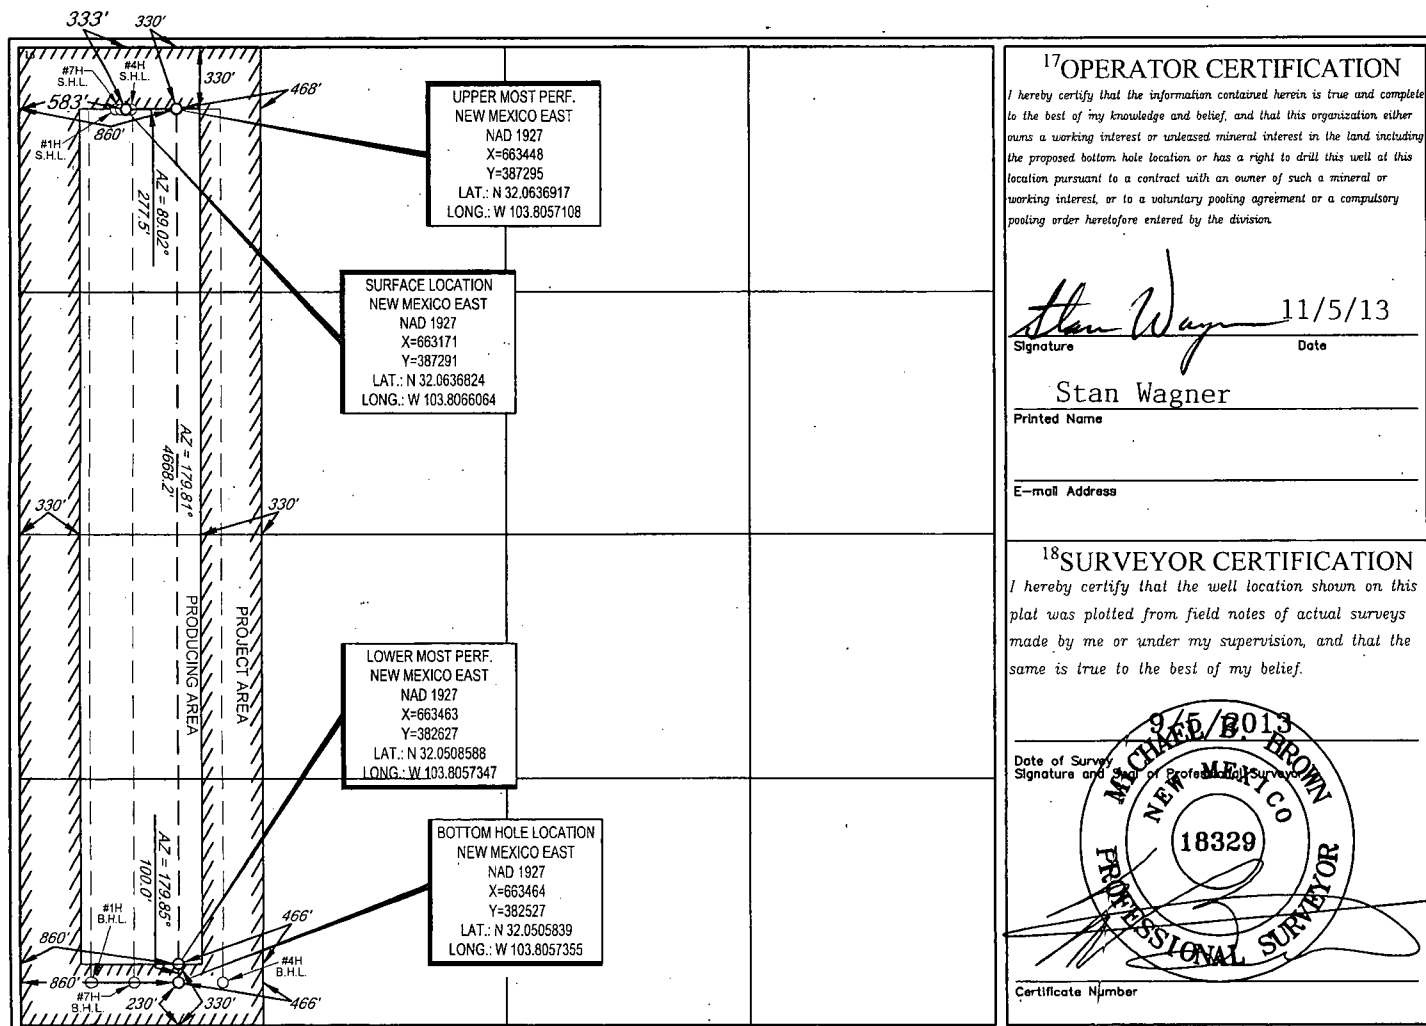 333'
330'
#7H
S.H.L.
#4H
S.H.L.
330'
468'
583'
860'
#1H
S.H.L.
AZ = 89.02°
277.5'
UPPER MOST PERF.
NEW MEXICO EAST
NAD 1927
X=663448
Y=387295
LAT.: N 32.0636917
LONG.: W 103.8057108
SURFACE LOCATION
NEW MEXICO EAST
NAD 1927
X=663171
Y=387291
LAT.: N 32.0636824
LONG.: W 103.8066064
AZ = 179.81°
4668.2'
330'
330'
PRODUCING AREA
PROJECT AREA
LOWER MOST PERF.
NEW MEXICO EAST
NAD 1927
X=663463
Y=382627
LAT.: N 32.0508588
LONG.: W 103.8057347
AZ = 179.85°
100.0'
BOTTOM HOLE LOCATION
NEW MEXICO EAST
NAD 1927
X=663464
Y=382527
LAT.: N 32.0505839
LONG.: W 103.8057355
#1H
B.H.L.
860'
466'
#4H
B.H.L.
860'
#7H
B.H.L.
230'
330'
466'
17OPERATOR CERTIFICATION
I hereby certify that the information contained herein is true and complete
to the best of my knowledge and belief, and that this organization either
owns a working interest or unleased mineral interest in the land including
the proposed bottom hole location or has a right to drill this well at this
location pursuant to a contract with an owner of such a mineral or
working interest, or to a voluntary pooling agreement or a compulsory
pooling order heretofore entered by the division.
Stan Wagner 11/5/13
Signature Date
Stan Wagner
Printed Name
E-mail Address
18SURVEYOR CERTIFICATION
I hereby certify that the well location shown on this
plat was plotted from field notes of actual surveys
made by me or under my supervision, and that the
same is true to the best of my belief.
9/5/2013
Date of Survey
Signature and Seal of Professional Surveyor
MICHAEL B. BROWN
NEW MEXICO
18329
PROFESSIONAL SURVEYOR
Certificate Number